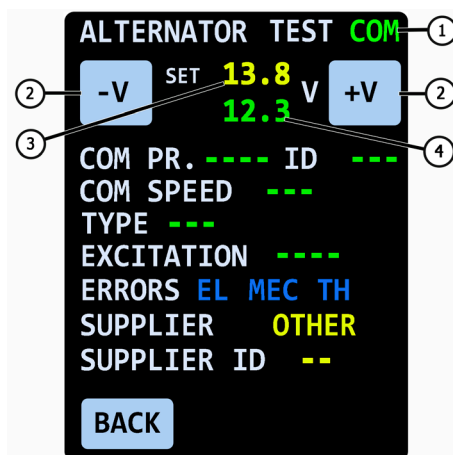 ALTERNATOR TEST COM 1
2 -V SET 13.8 V +V 2
3 12.3 4
COM PR. ---- ID ---
COM SPEED ---
TYPE ---
EXCITATION ----
ERRORS EL MEC TH
SUPPLIER OTHER
SUPPLIER ID --
BACK